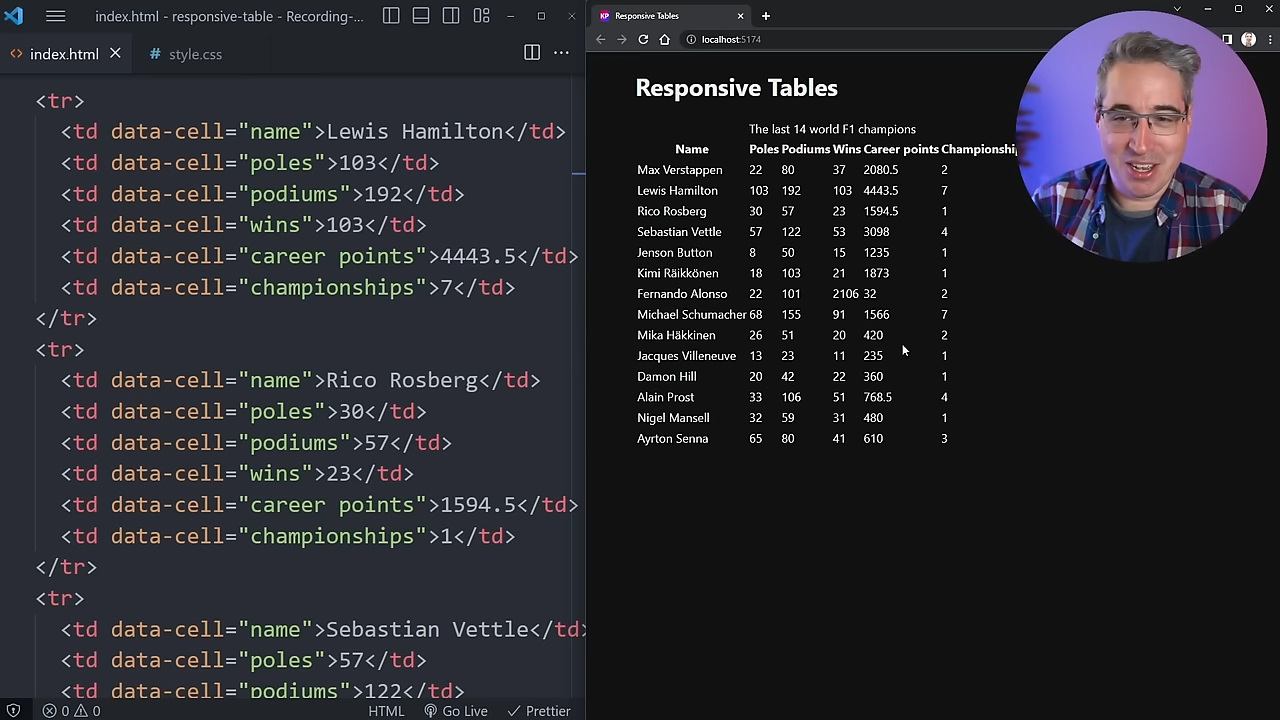 index.html - responsive-table - Recording-...
index.html
# style.css
<tr>
<td data-cell="name">Lewis Hamilton</td>
<td data-cell="poles">103</td>
<td data-cell="podiums">192</td>
<td data-cell="wins">103</td>
<td data-cell="career points">4443.5</td>
<td data-cell="championships">7</td>
</tr>
<tr>
<td data-cell="name">Rico Rosberg</td>
<td data-cell="poles">30</td>
<td data-cell="podiums">57</td>
<td data-cell="wins">23</td>
<td data-cell="career points">1594.5</td>
<td data-cell="championships">1</td>
</tr>
<tr>
<td data-cell="name">Sebastian Vettle</td>
<td data-cell="poles">57</td>
<td data-cell="podiums">122</td>
0 0 HTML Go Live Prettier
KP Responsive Tables
localhost:5174
Responsive Tables
The last 14 world F1 champions
Name Poles Podiums Wins Career points Championship
Max Verstappen 22 80 37 2080.5 2
Lewis Hamilton 103 192 103 4443.5 7
Rico Rosberg 30 57 23 1594.5 1
Sebastian Vettle 57 122 53 3098 4
Jenson Button 8 50 15 1235 1
Kimi Räikkönen 18 103 21 1873 1
Fernando Alonso 22 101 2106 32 2
Michael Schumacher 68 155 91 1566 7
Mika Häkkinen 26 51 20 420 2
Jacques Villeneuve 13 23 11 235 1
Damon Hill 20 42 22 360 1
Alain Prost 33 106 51 768.5 4
Nigel Mansell 32 59 31 480 1
Ayrton Senna 65 80 41 610 3